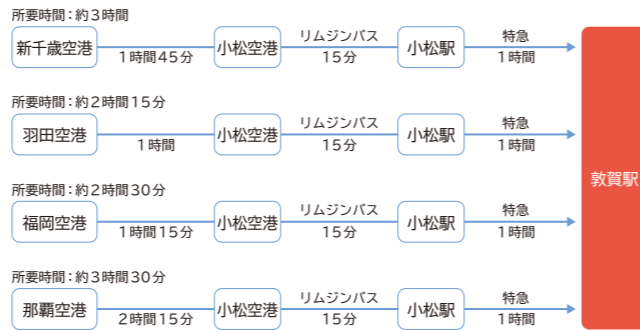 所要時間：約3時間
新千歳空港 1時間45分 小松空港 リムジンバス 15分 小松駅 特急 1時間
所要時間：約2時間15分
羽田空港 1時間 小松空港 リムジンバス 15分 小松駅 特急 1時間
敦賀駅
所要時間：約2時間30分
福岡空港 1時間15分 小松空港 リムジンバス 15分 小松駅 特急 1時間
所要時間：約3時間30分
那覇空港 2時間15分 小松空港 リムジンバス 15分 小松駅 特急 1時間